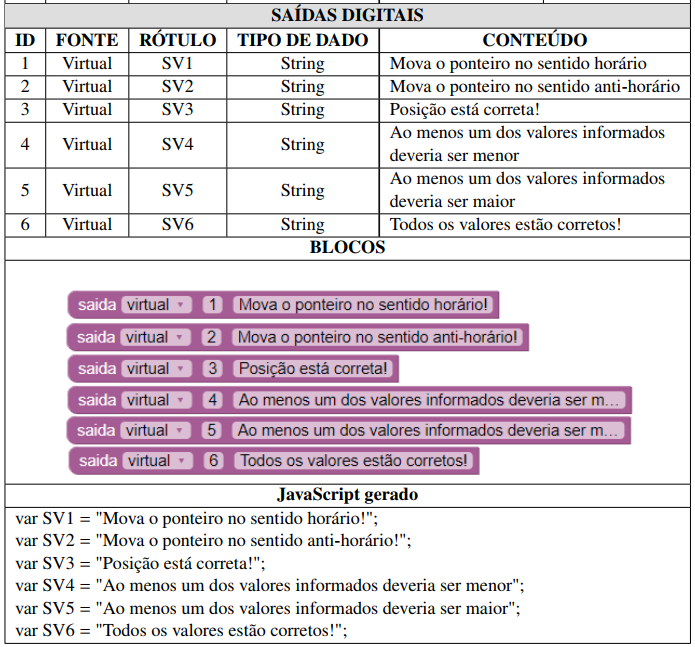 SAÍDAS DIGITAIS
ID FONTE RÓTULO TIPO DE DADO CONTEÚDO
1 Virtual SV1 String Mova o ponteiro no sentido horário
2 Virtual SV2 String Mova o ponteiro no sentido anti-horário
3 Virtual SV3 String Posição está correta!
4 Virtual SV4 String Ao menos um dos valores informados
deveria ser menor
5 Virtual SV5 String Ao menos um dos valores informados
deveria ser maior
6 Virtual SV6 String Todos os valores estão corretos!
BLOCOS
saida virtual 1 Mova o ponteiro no sentido horário!
saida virtual 2 Mova o ponteiro no sentido anti-horário!
saida virtual 3 Posição está correta!
saida virtual 4 Ao menos um dos valores informados deveria ser m...
saida virtual 5 Ao menos um dos valores informados deveria ser m...
saida virtual 6 Todos os valores estão corretos!
JavaScript gerado
var SV1 = "Mova o ponteiro no sentido horário!";
var SV2 = "Mova o ponteiro no sentido anti-horário!";
var SV3 = "Posição está correta!";
var SV4 = "Ao menos um dos valores informados deveria ser menor";
var SV5 = "Ao menos um dos valores informados deveria ser maior";
var SV6 = "Todos os valores estão corretos!";